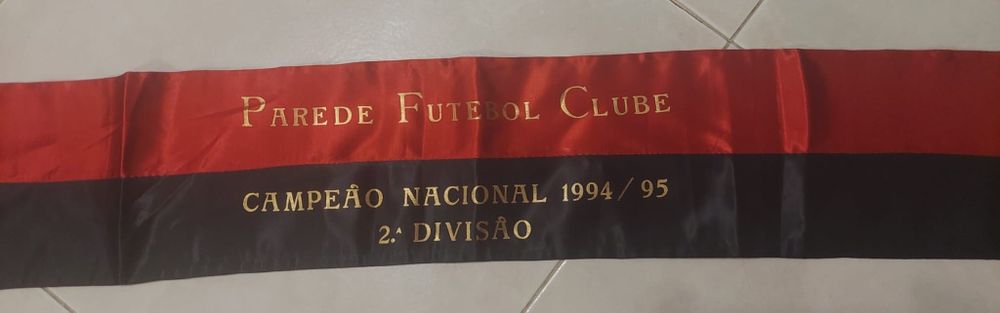 Parede Futebol Clube
CAMPEÃO NACIONAL 1994/95
2.ª DIVISÃO